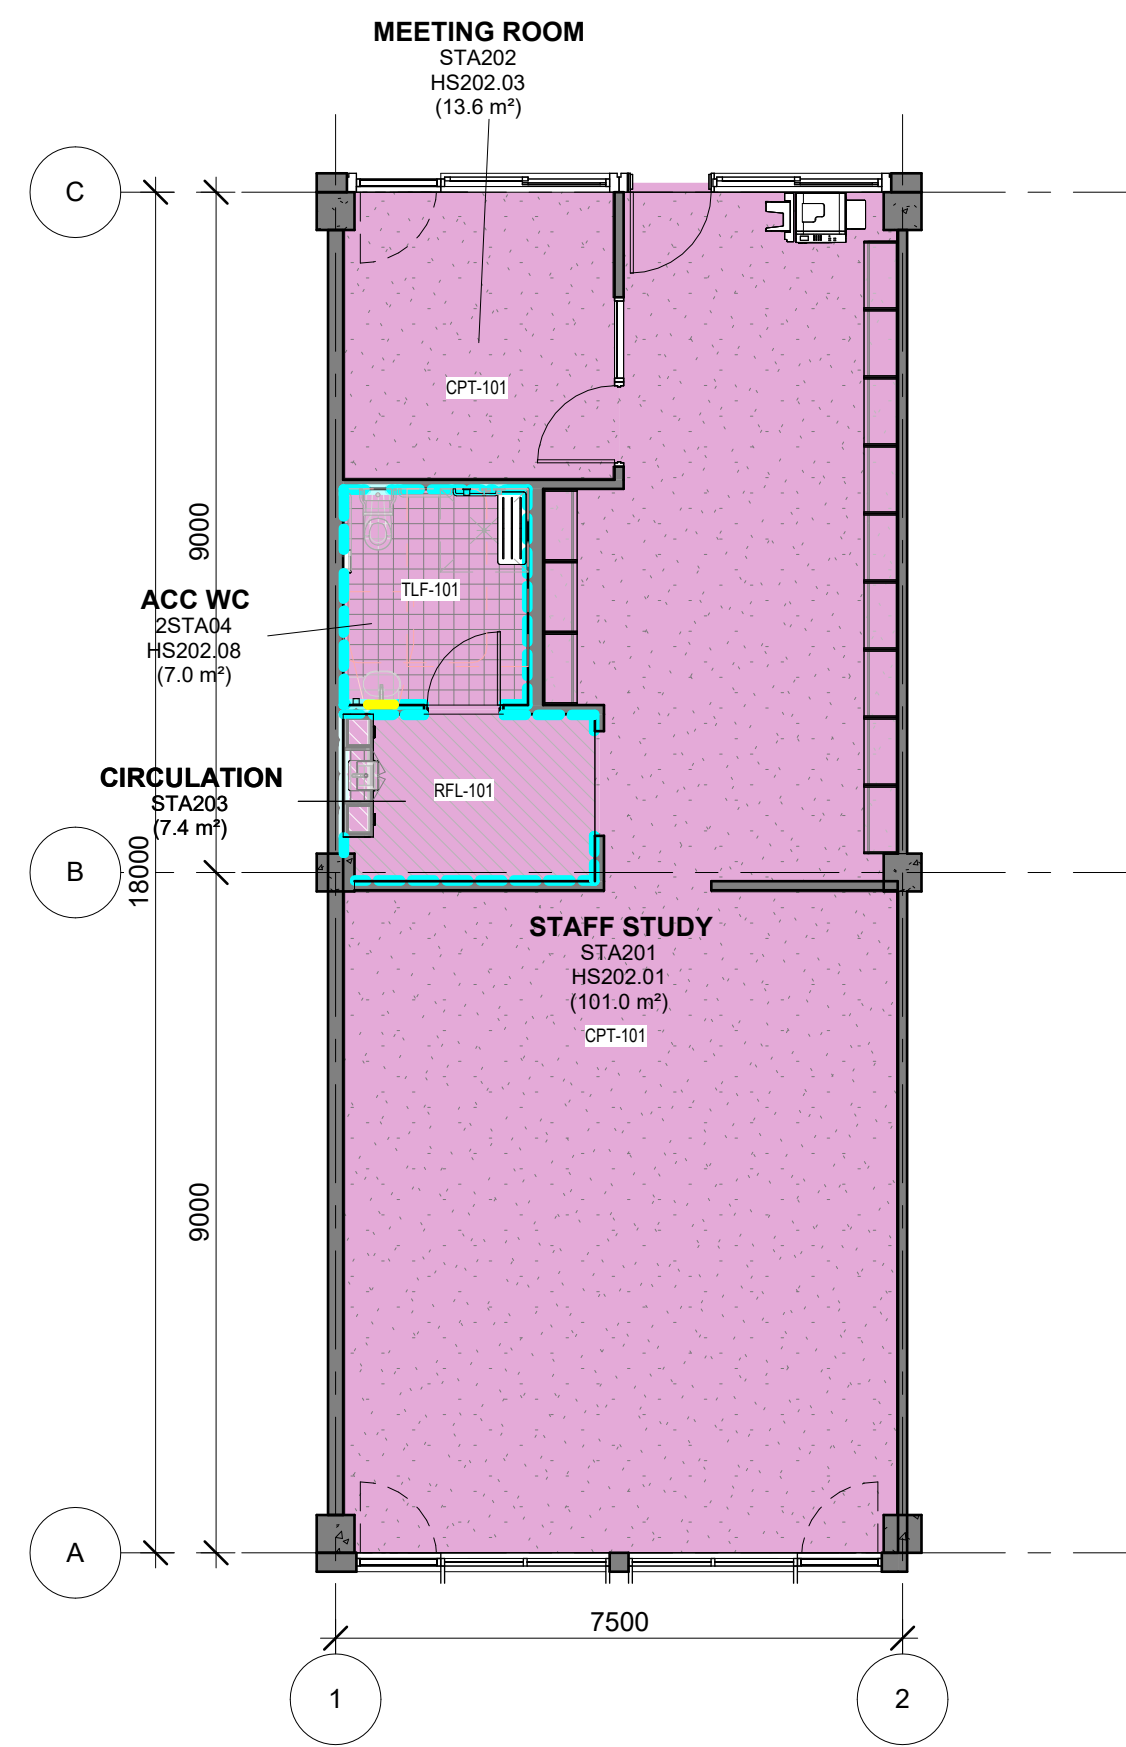 MEETING ROOM
STA202
HS202.03
(13.6 m²)
C
CPT-101
9000
TLF-101
ACC WC
2STA04
HS202.08
(7.0 m²)
CIRCULATION
STA203
(7.4 m²)
RFL-101
B
18000
STAFF STUDY
STA201
HS202.01
(101.0 m²)
CPT-101
9000
A
7500
1
2